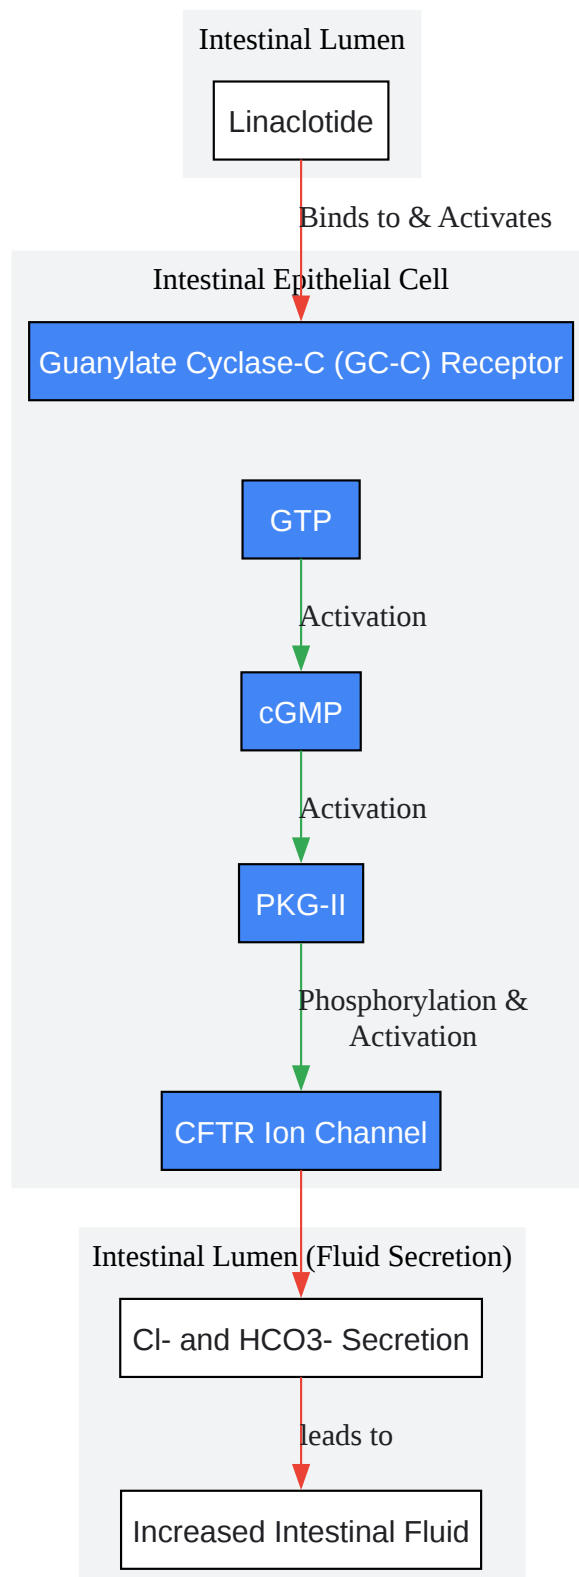 Intestinal Lumen
Linaclotide
Binds to & Activates
Intestinal Epithelial Cell
Guanylate Cyclase-C (GC-C) Receptor
GTP
Activation
cGMP
Activation
PKG-II
Phosphorylation &
Activation
CFTR Ion Channel
Intestinal Lumen (Fluid Secretion)
Cl- and HCO3- Secretion
leads to
Increased Intestinal Fluid